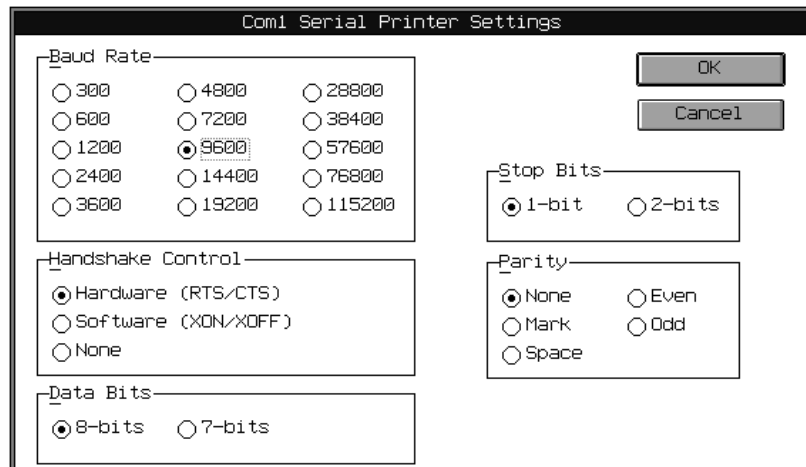 Com1 Serial Printer Settings
Baud Rate
300 4800 28800
600 7200 38400
1200 9600 57600
2400 14400 76800
3600 19200 115200
OK
Cancel
Stop Bits
1-bit 2-bits
Handshake Control
Hardware (RTS/CTS)
Software (XON/XOFF)
None
Parity
None Even
Mark Odd
Space
Data Bits
8-bits 7-bits